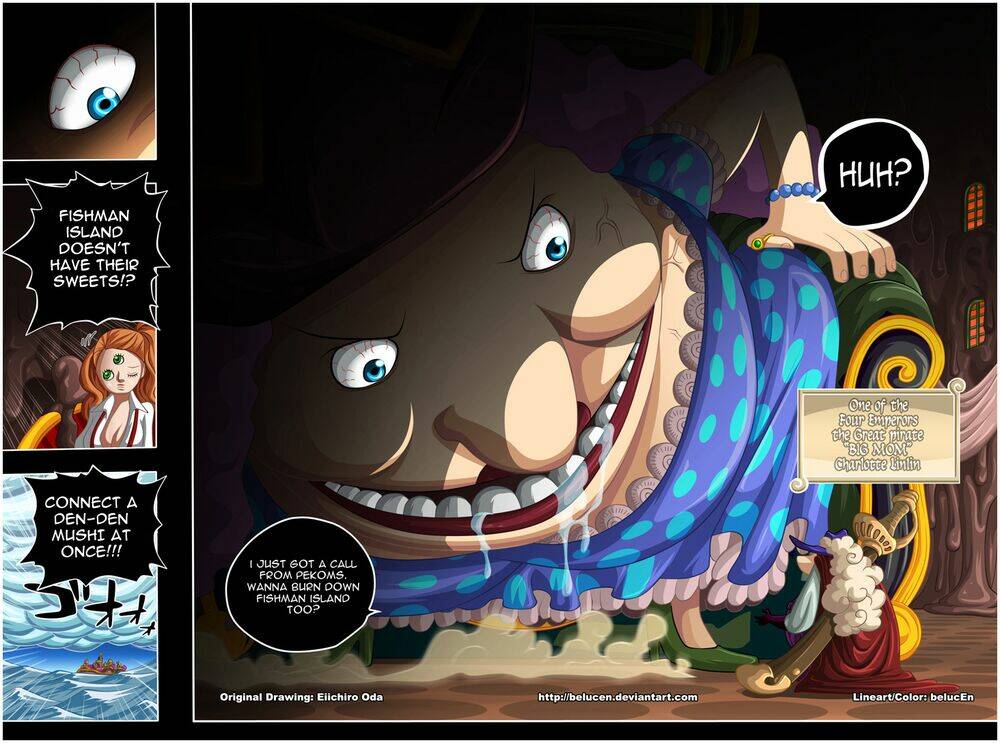 FISHMAN
ISLAND
DOESN'T
HAVE THEIR
SWEETS!?
CONNECT A
DEN-DEN
MUSHI AT
ONCE!!!
ゴオオオ
HUH?
One of the
Four Emperors
the Great pirate
"BIG MOM"
Charlotte Linlin
I JUST GOT A CALL
FROM PEKOMS.
WANNA BURN DOWN
FISHMAN ISLAND
TOO?
Original Drawing: Eiichiro Oda
http://belucen.deviantart.com
Lineart/Color: belucEn